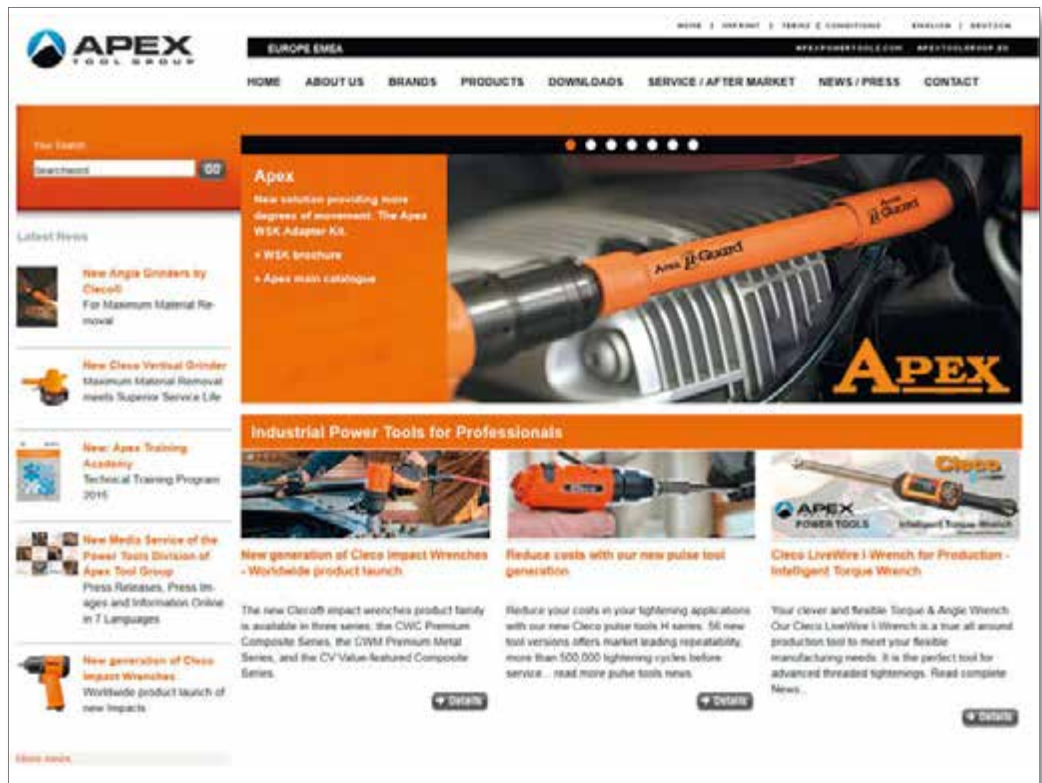 APEX
TOOL GROUP
HOME | IMPRINT | TERMS & CONDITIONS ENGLISH | DEUTSCH
EUROPE EMEA
APEXPOWERTOOLS.COM APEXTOOLGROUP.EU
HOME ABOUT US BRANDS PRODUCTS DOWNLOADS SERVICE / AFTER MARKET NEWS / PRESS CONTACT
Your Search
Searchword GO
Latest News
New Angle Grinders by
Cleco®
For Maximum Material Re-
moval
New Cleco Vertical Grinder
Maximum Material Removal
meets Superior Service Life
New: Apex Training
Academy
Technical Training Program
2015
New Media Service of the
Power Tools Division of
Apex Tool Group
Press Releases, Press Im-
ages and Information Online
in 7 Languages
New generation of Cleco
Impact Wrenches
Worldwide product launch of
new Impacts
More news
Apex
New solution providing more
degrees of movement. The Apex
WSK Adapter Kit.
» WSK brochure
» Apex main catalogue
Apex µ-Guard
Apex
µ-Guard
APEX
Industrial Power Tools for Professionals
New generation of Cleco Impact Wrenches
- Worldwide product launch
The new Cleco® impact wrenches product family
is available in three series: the CWC Premium
Composite Series, the CWM Premium Metal
Series, and the CV Value-featured Composite
Series.
Details
Reduce costs with our new pulse tool
generation
Reduce your costs in your tightening applications
with our new Cleco pulse tools H series. 56 new
tool versions offers market leading repeatability,
more than 500,000 tightening cycles before
service... read more pulse tools news
Details
Cleco
APEX
POWER TOOLS
Intelligent Torque Wrench
Cleco LiveWire I-Wrench for Production -
Intelligent Torque Wrench
Your clever and flexible Torque & Angle Wrench.
Our Cleco LiveWire I-Wrench is a true all around
production tool to meet your flexible
manufacturing needs. It is the perfect tool for
advanced threaded tightenings. Read complete
News...
Details